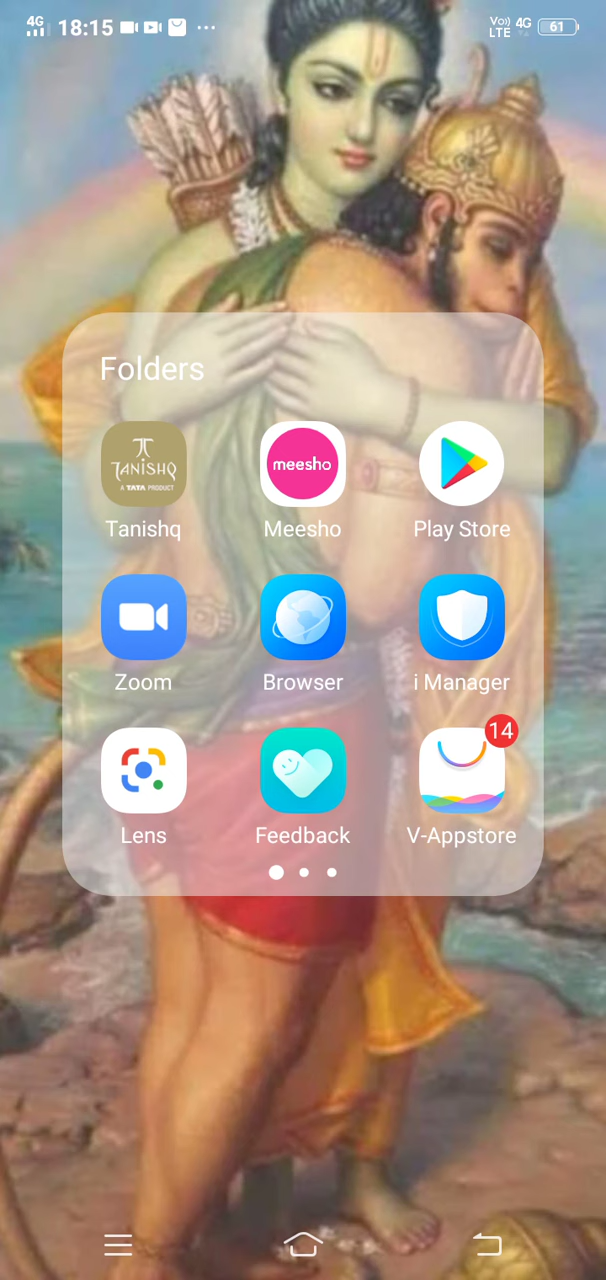 4G 18:15 Vo)) LTE 4G 61
Folders
TANISHQ
A TATA PRODUCT
meesho
Tanishq Meesho Play Store
Zoom Browser i Manager
14
Lens Feedback V-Appstore